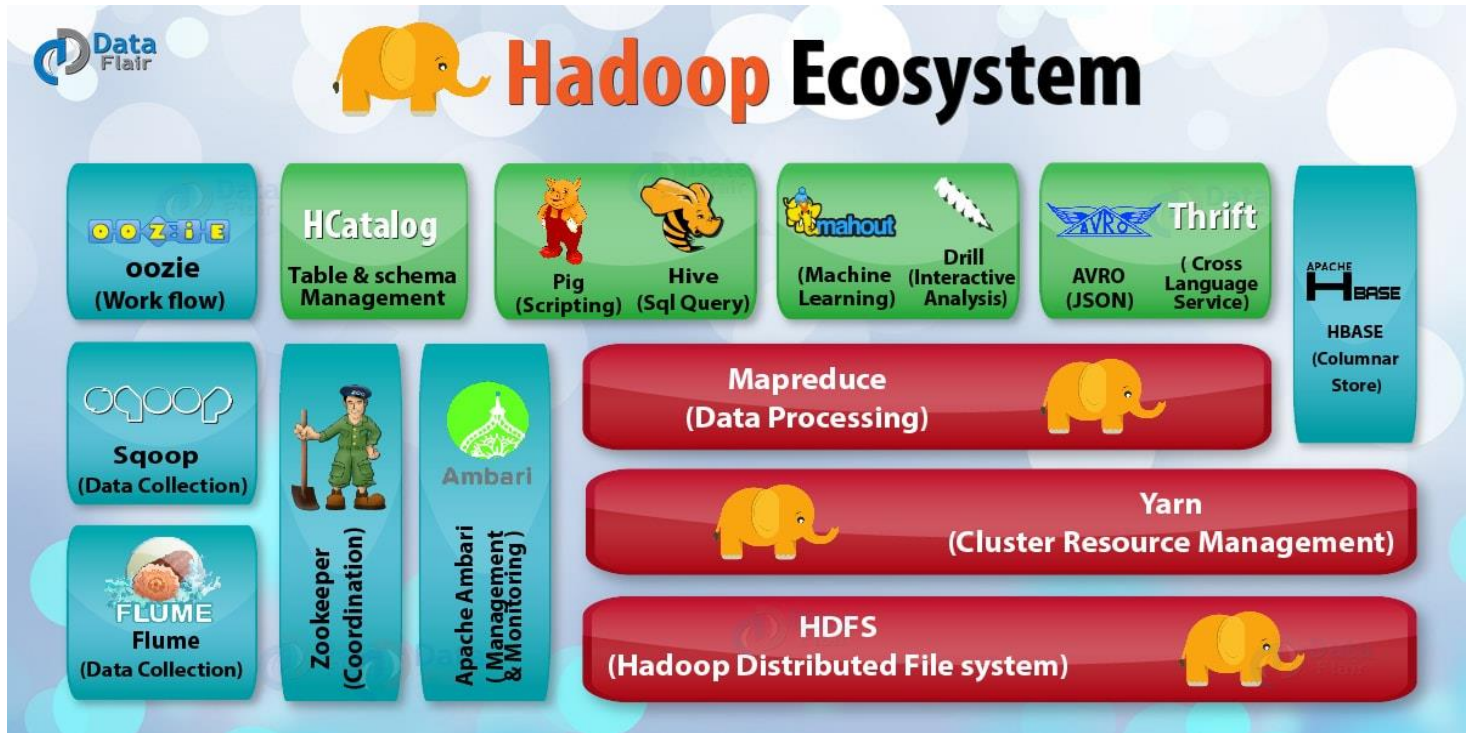 Data
Flair
Hadoop Ecosystem
OOZiE
oozie
(Work flow)
HCatalog
Table & schema
Management
Pig
(Scripting)
Hive
(Sql Query)
mahout
(Machine
Learning)
Drill
(Interactive
Analysis)
AVRO
AVRO
(JSON)
Thrift
( Cross
Language
Service)
APACHE
HBASE
HBASE
(Columnar
Store)
sqoop
Sqoop
(Data Collection)
FLUME
Flume
(Data Collection)
Zookeeper
(Coordination)
Ambari
Apache Ambari
( Management
& Monitoring )
Mapreduce
(Data Processing)
Yarn
(Cluster Resource Management)
HDFS
(Hadoop Distributed File system)